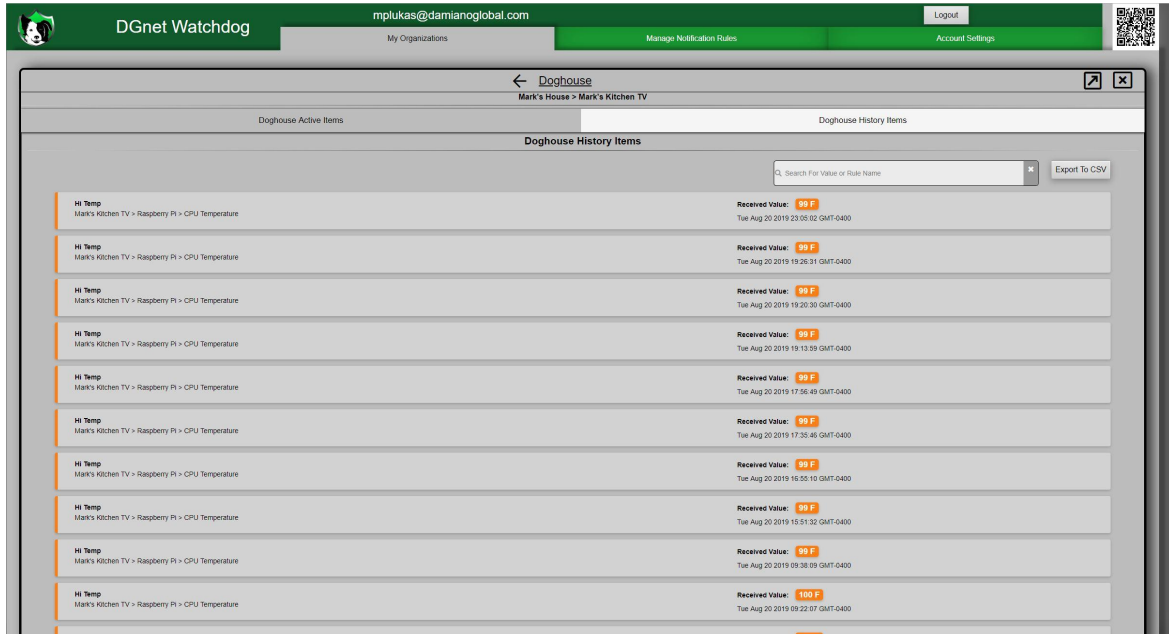 DGnet Watchdog
mplukas@damianoglobal.com
Logout
My Organizations
Manage Notification Rules
Account Settings
Doghouse
Mark's House > Mark's Kitchen TV
Doghouse Active Items
Doghouse History Items
Doghouse History Items
Search For Value or Rule Name
Export To CSV
Hi Temp
Mark's Kitchen TV > Raspberry Pi > CPU Temperature
Received Value: 99 F
Tue Aug 20 2019 23:05:02 GMT-0400
Hi Temp
Mark's Kitchen TV > Raspberry Pi > CPU Temperature
Received Value: 99 F
Tue Aug 20 2019 19:26:31 GMT-0400
Hi Temp
Mark's Kitchen TV > Raspberry Pi > CPU Temperature
Received Value: 99 F
Tue Aug 20 2019 19:20:30 GMT-0400
Hi Temp
Mark's Kitchen TV > Raspberry Pi > CPU Temperature
Received Value: 99 F
Tue Aug 20 2019 19:13:59 GMT-0400
Hi Temp
Mark's Kitchen TV > Raspberry Pi > CPU Temperature
Received Value: 99 F
Tue Aug 20 2019 17:56:49 GMT-0400
Hi Temp
Mark's Kitchen TV > Raspberry Pi > CPU Temperature
Received Value: 99 F
Tue Aug 20 2019 17:35:46 GMT-0400
Hi Temp
Mark's Kitchen TV > Raspberry Pi > CPU Temperature
Received Value: 99 F
Tue Aug 20 2019 16:55:10 GMT-0400
Hi Temp
Mark's Kitchen TV > Raspberry Pi > CPU Temperature
Received Value: 99 F
Tue Aug 20 2019 15:51:32 GMT-0400
Hi Temp
Mark's Kitchen TV > Raspberry Pi > CPU Temperature
Received Value: 99 F
Tue Aug 20 2019 09:38:09 GMT-0400
Hi Temp
Mark's Kitchen TV > Raspberry Pi > CPU Temperature
Received Value: 100 F
Tue Aug 20 2019 09:22:07 GMT-0400